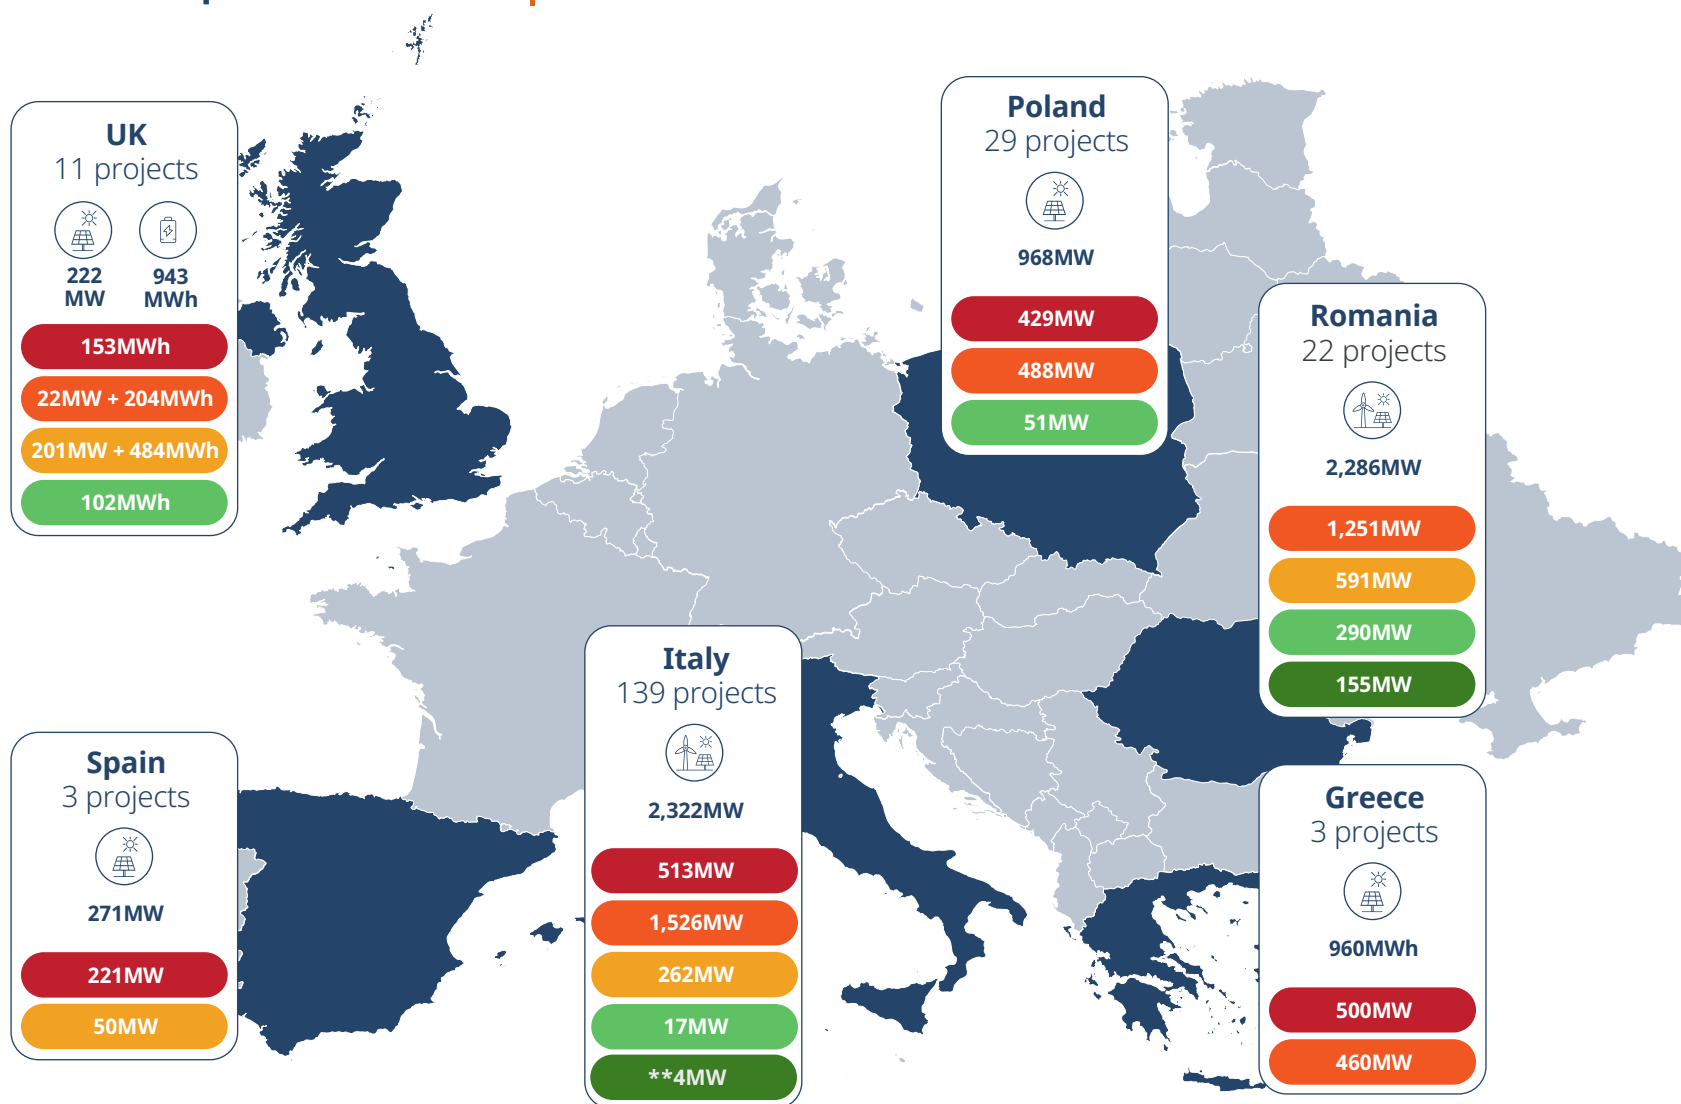 UK
11 projects
222
MW
943
MWh
153MWh
22MW + 204MWh
201MW + 484MWh
102MWh
Poland
29 projects
968MW
429MW
488MW
51MW
Romania
22 projects
2,286MW
1,251MW
591MW
290MW
155MW
Italy
139 projects
2,322MW
513MW
1,526MW
262MW
17MW
**4MW
Spain
3 projects
271MW
221MW
50MW
Greece
3 projects
960MWh
500MW
460MW